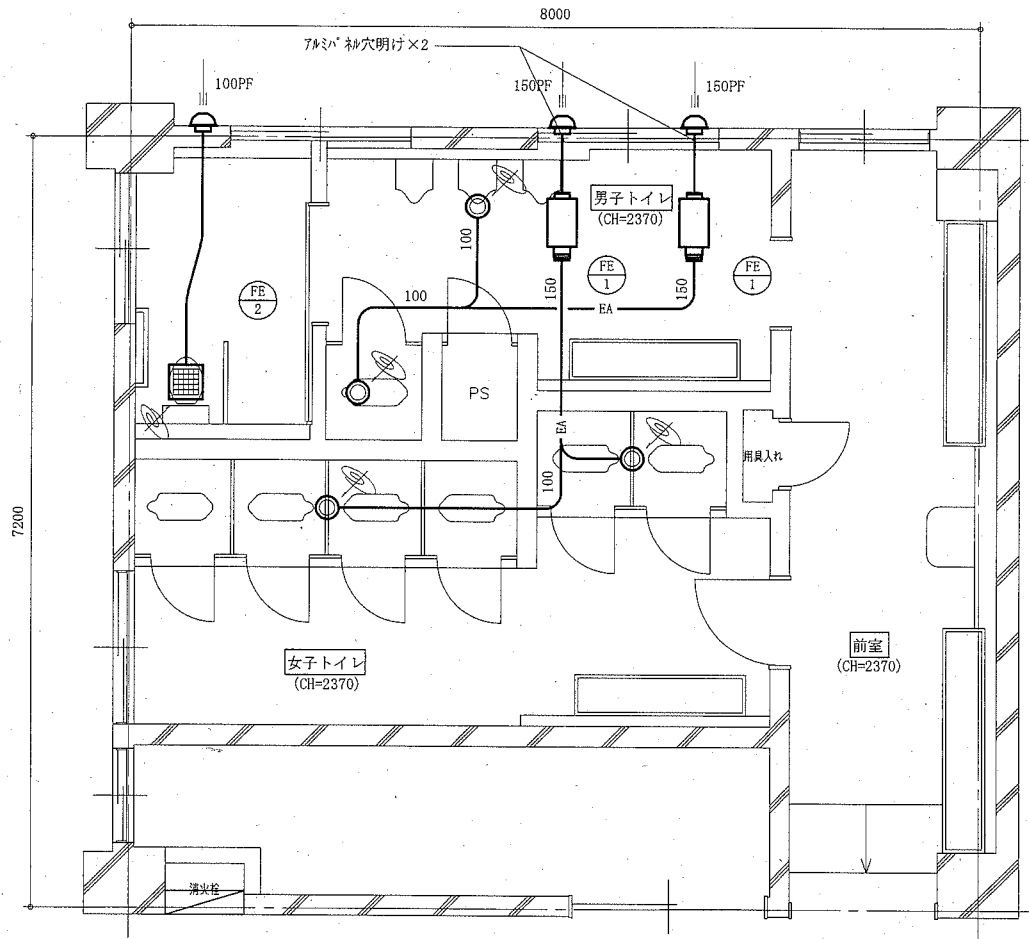 8000
アルミパネル穴明け×2
100PF
150PF
150PF
男子トイレ
(CH=2370)
100
FE
1
FE
1
FE
2
150
150
100
EA
PS
EA
用具入れ
100
7200
女子トイレ
(CH=2370)
前室
(CH=2370)
消火栓